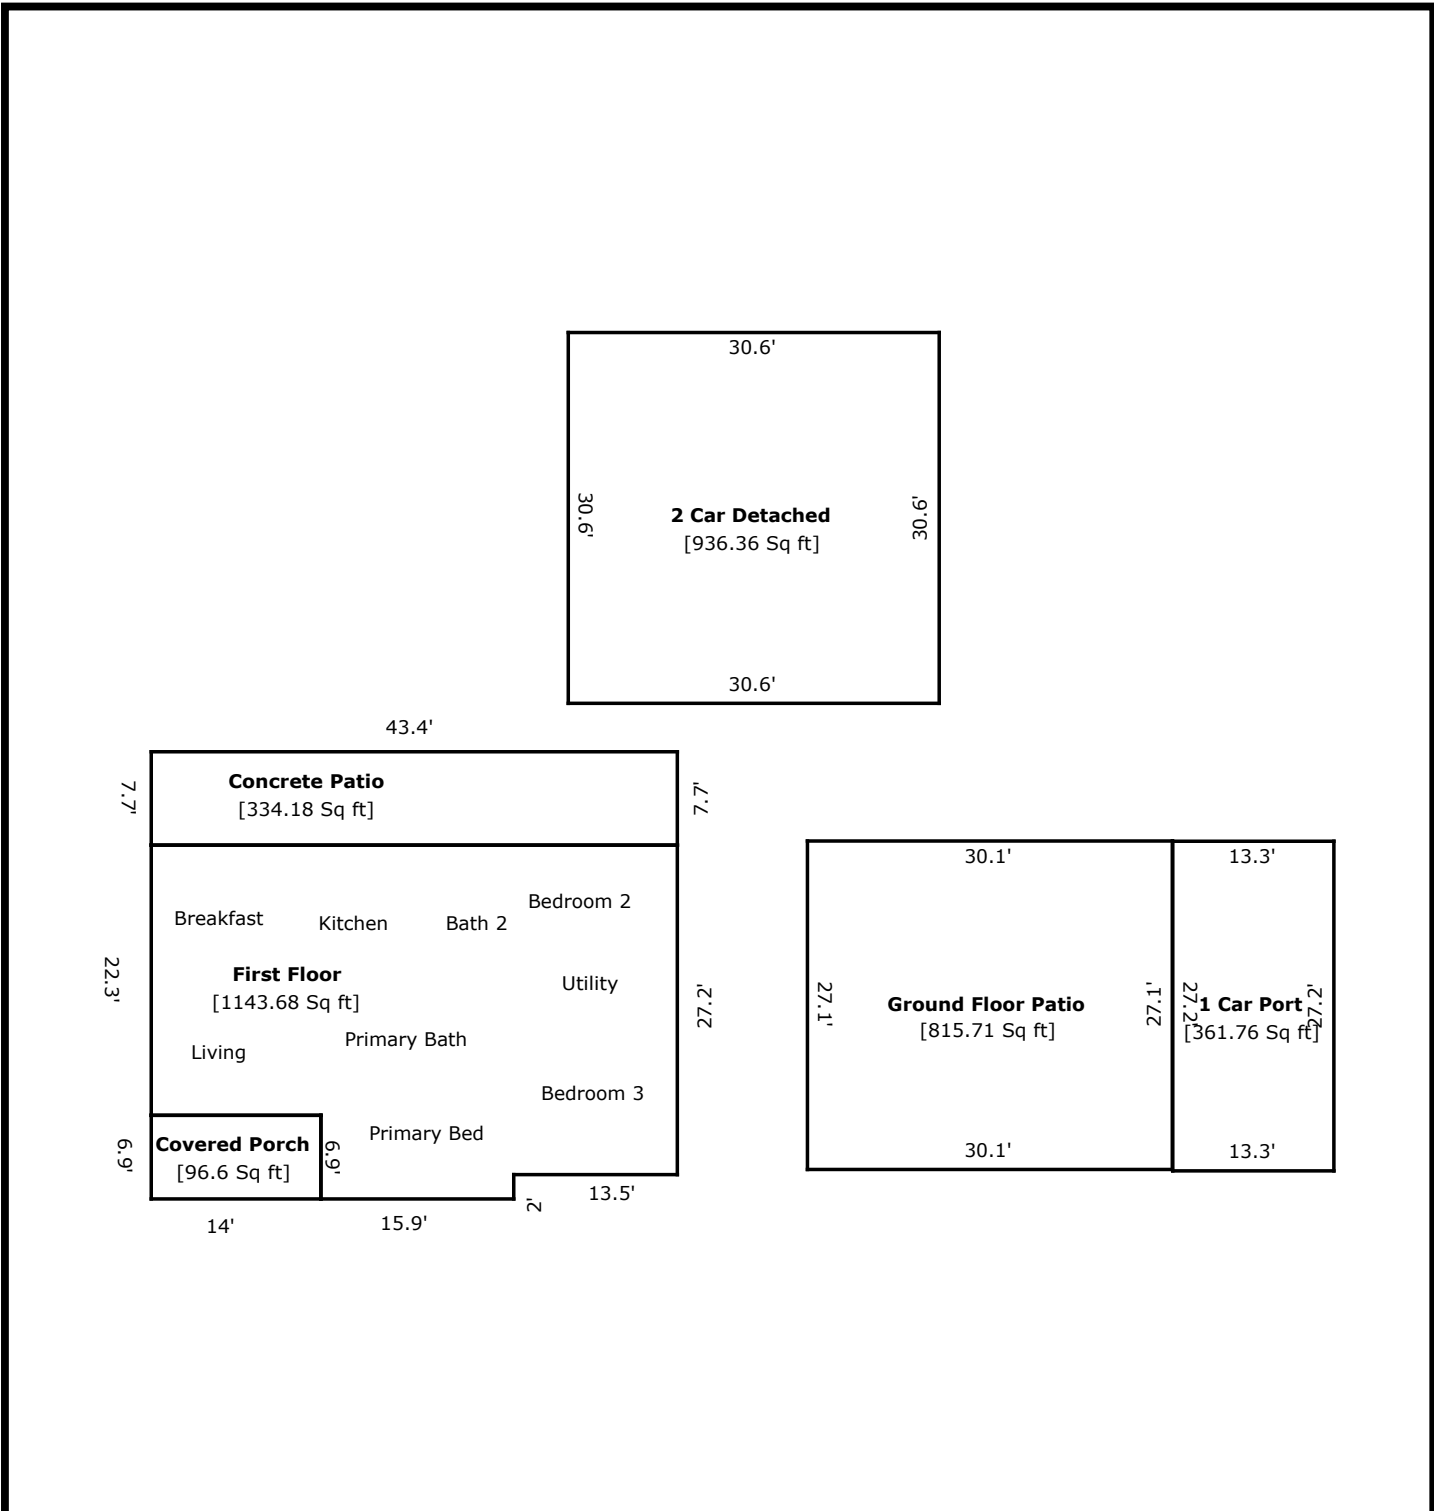 30.6'
30.6'
30.6'
2 Car Detached
[936.36 Sq ft]
30.6'
43.4'
7.7'
Concrete Patio
[334.18 Sq ft]
7.7'
Breakfast
Kitchen
Bath 2
Bedroom 2
22.3'
First Floor
[1143.68 Sq ft]
Utility
27.2'
Living
Primary Bath
Bedroom 3
6.9'
Covered Porch
[96.6 Sq ft]
6.9'
Primary Bed
14'
15.9'
2'
13.5'
30.1'
13.3'
27.1'
Ground Floor Patio
[815.71 Sq ft]
27.1'
27.2'
1 Car Port
[361.76 Sq ft]
27.2'
30.1'
13.3'